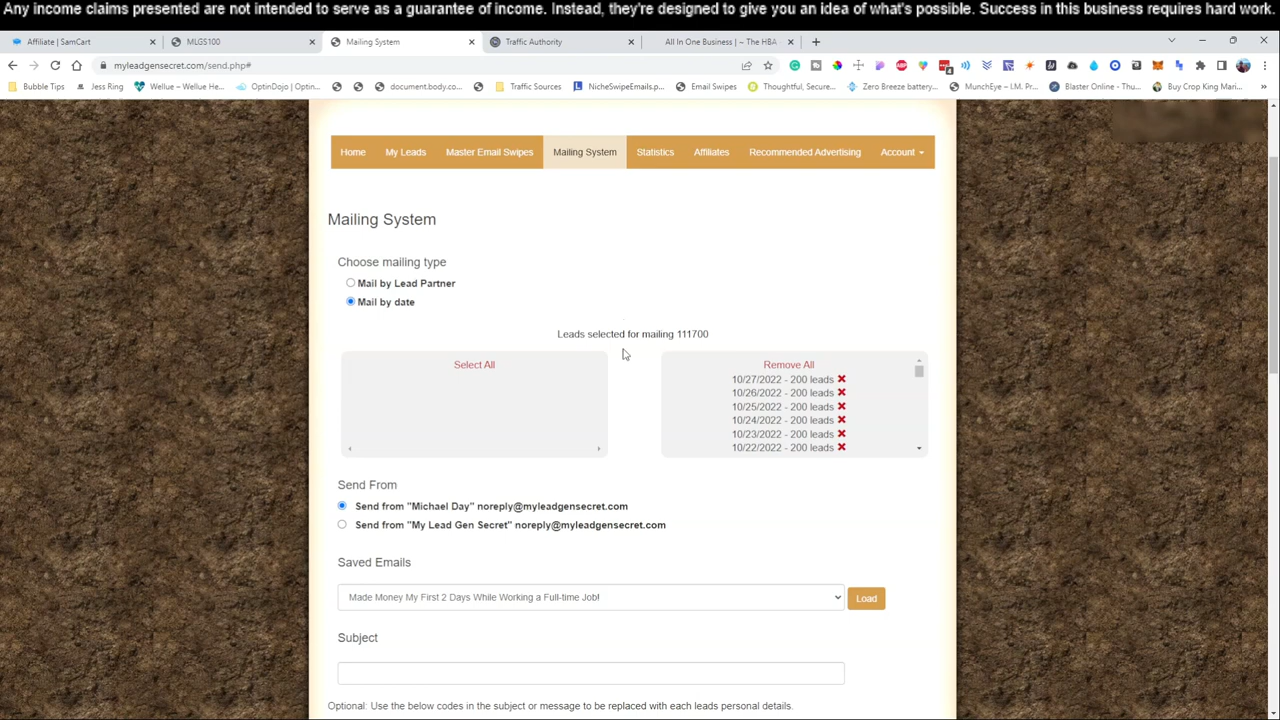 Any income claims presented are not intended to serve as a guarantee of income. Instead, they're designed to give you an idea of what's possible. Success in this business requires hard work.
Affiliate | SamCart
MLGS100
Mailing System
Traffic Authority
All In One Business | ~ The HBA
myleadgensecret.com/send.php#
Bubble Tips
Jess Ring
Wellue – Wellue He...
OptinDojo | Optin...
document.body.co...
Traffic Sources
NicheSwipeEmails.p...
Email Swipes
Thoughtful, Secure...
Zero Breeze battery...
MunchEye – I.M. Pr...
Blaster Online - Thu...
Buy Crop King Mari...
Home
My Leads
Master Email Swipes
Mailing System
Statistics
Affiliates
Recommended Advertising
Account
Mailing System
Choose mailing type
Mail by Lead Partner
Mail by date
Leads selected for mailing 111700
Select All
Remove All
10/27/2022 - 200 leads
10/26/2022 - 200 leads
10/25/2022 - 200 leads
10/24/2022 - 200 leads
10/23/2022 - 200 leads
10/22/2022 - 200 leads
Send From
Send from "Michael Day" noreply@myleadgensecret.com
Send from "My Lead Gen Secret" noreply@myleadgensecret.com
Saved Emails
Made Money My First 2 Days While Working a Full-time Job!
Load
Subject
Optional: Use the below codes in the subject or message to be replaced with each leads personal details.